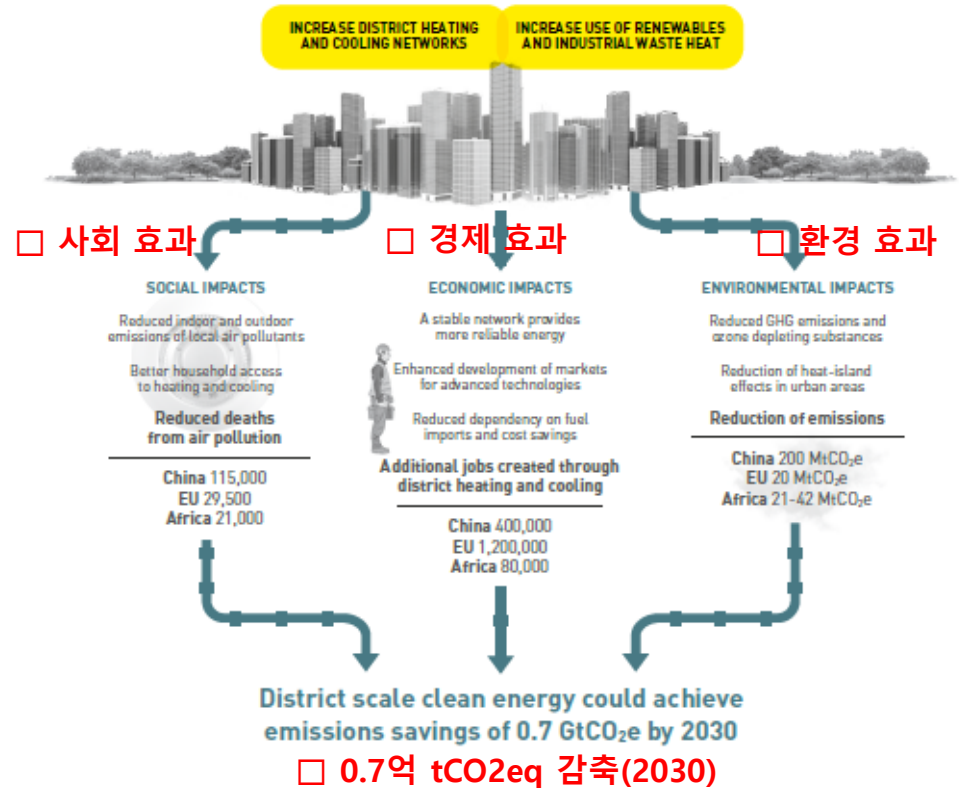 INCREASE DISTRICT HEATING
AND COOLING NETWORKS
INCREASE USE OF RENEWABLES
AND INDUSTRIAL WASTE HEAT
□ 사회 효과
□ 경제 효과
□ 환경 효과
SOCIAL IMPACTS
Reduced indoor and outdoor
emissions of local air pollutants
Better household access
to heating and cooling
Reduced deaths
from air pollution
China 115,000
EU 29,500
Africa 21,000
ECONOMIC IMPACTS
A stable network provides
more reliable energy
Enhanced development of markets
for advanced technologies
Reduced dependency on fuel
imports and cost savings
Additional jobs created through
district heating and cooling
China 400,000
EU 1,200,000
Africa 80,000
ENVIRONMENTAL IMPACTS
Reduced GHG emissions and
ozone depleting substances
Reduction of heat-island
effects in urban areas
Reduction of emissions
China 200 MtCO₂e
EU 20 MtCO₂e
Africa 21-42 MtCO₂e
District scale clean energy could achieve
emissions savings of 0.7 GtCO₂e by 2030
□ 0.7억 tCO2eq 감축(2030)